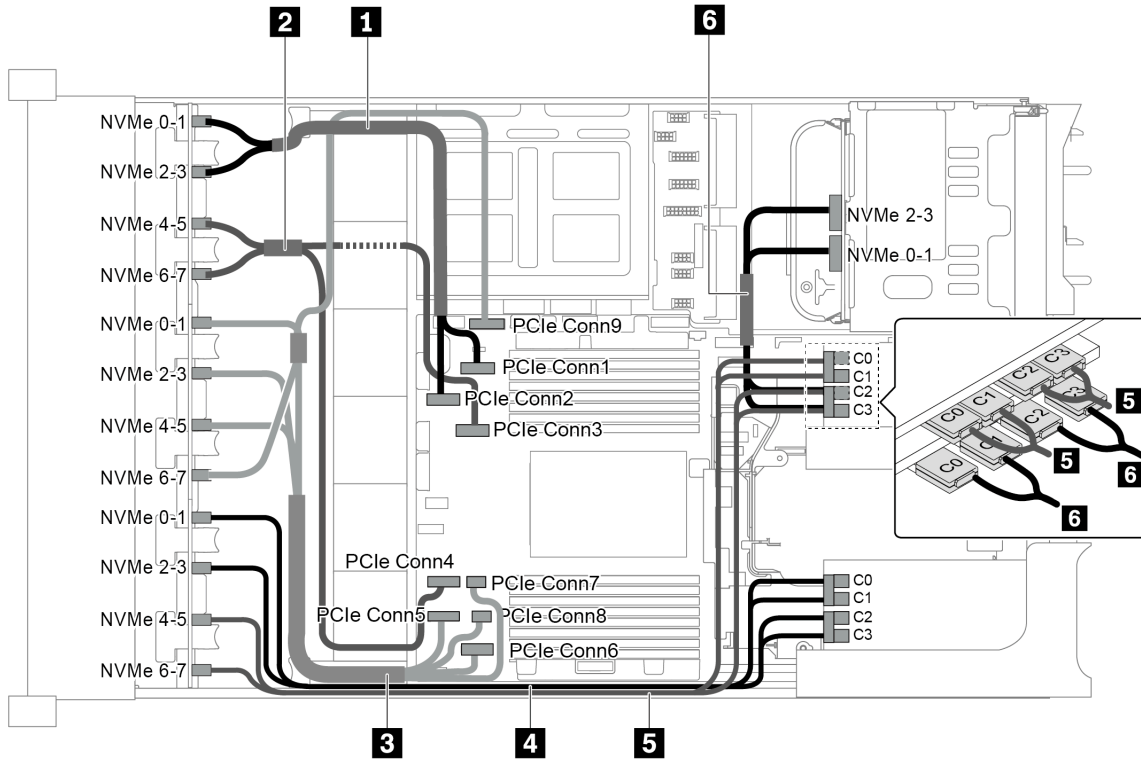 2
1
6
NVMe 0-1
NVMe 2-3
NVMe 4-5
NVMe 6-7
NVMe 0-1
NVMe 2-3
NVMe 4-5
NVMe 6-7
NVMe 0-1
NVMe 2-3
NVMe 4-5
NVMe 6-7
PCIe Conn9
PCIe Conn1
PCIe Conn2
PCIe Conn3
PCIe Conn4
PCIe Conn7
PCIe Conn5
PCIe Conn8
PCIe Conn6
NVMe 2-3
NVMe 0-1
C0
C1
C2
C3
C3
C2
C1
C0
C3
C2
C1
C0
5
6
5
6
C0
C1
C2
C3
3
4
5